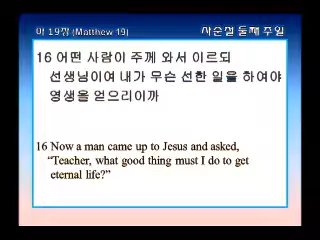 마 19장 (Matthew 19) 사순절 둘째 주일
16 어떤 사람이 주께 와서 이르되
선생님이여 내가 무슨 선한 일을 하여야
영생을 얻으리이까
16 Now a man came up to Jesus and asked,
“Teacher, what good thing must I do to get
eternal life?”